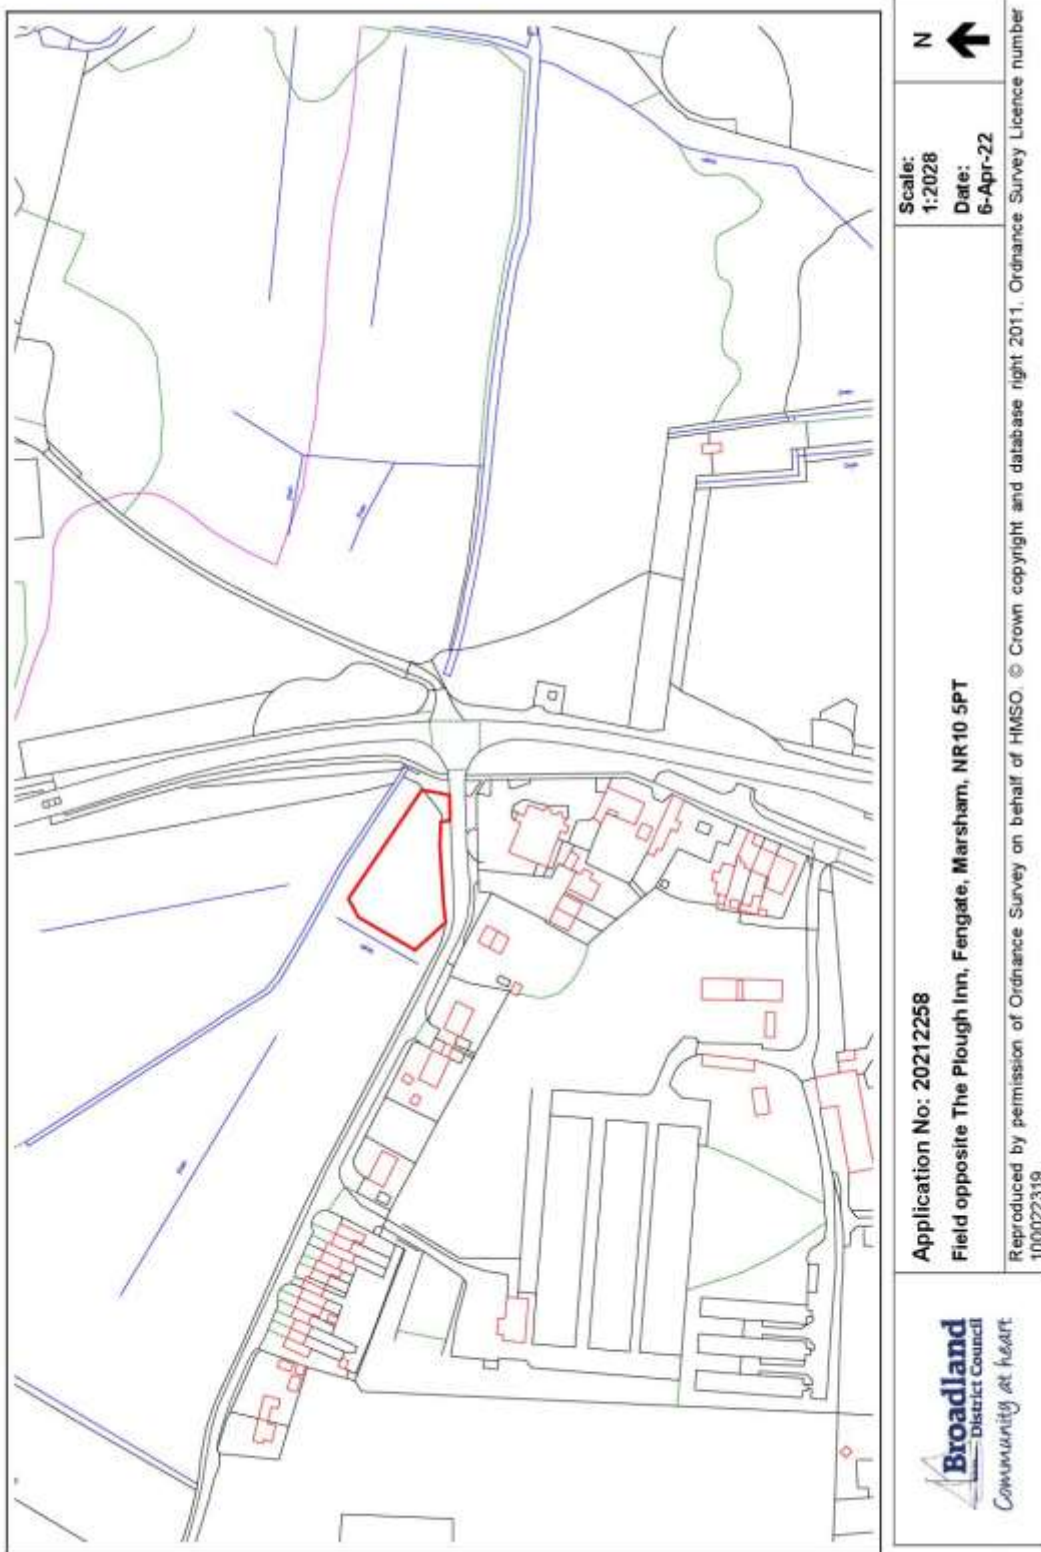 Broadland
District Council
Community at heart
Application No: 20212258
Field opposite The Plough Inn, Fengate, Marsham, NR10 5PT
Scale:
1:2028
Date:
6-Apr-22
N
Reproduced by permission of Ordnance Survey on behalf of HMSO. © Crown copyright and database right 2011. Ordnance Survey Licence number
100022319